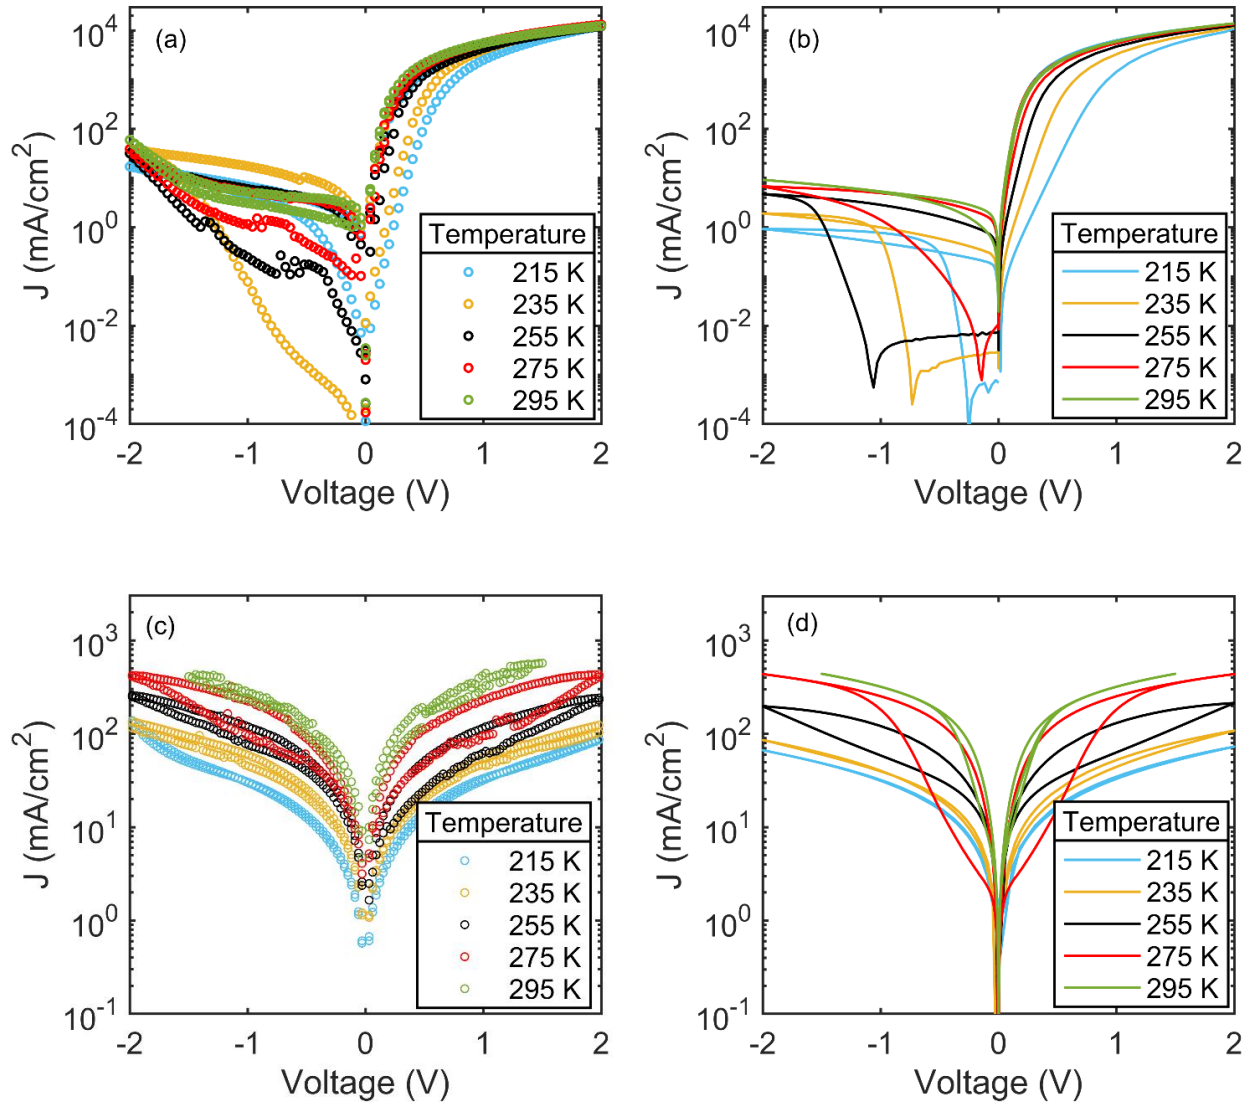 (a)
10^4
10^2
10^0
10^-2
10^-4
J (mA/cm^2)
-2 -1 0 1 2
Voltage (V)
Temperature
215 K
235 K
255 K
275 K
295 K
(b)
10^4
10^2
10^0
10^-2
10^-4
J (mA/cm^2)
-2 -1 0 1 2
Voltage (V)
Temperature
215 K
235 K
255 K
275 K
295 K
(c)
10^3
10^2
10^1
10^0
10^-1
J (mA/cm^2)
-2 -1 0 1 2
Voltage (V)
Temperature
215 K
235 K
255 K
275 K
295 K
(d)
10^3
10^2
10^1
10^0
10^-1
J (mA/cm^2)
-2 -1 0 1 2
Voltage (V)
Temperature
215 K
235 K
255 K
275 K
295 K